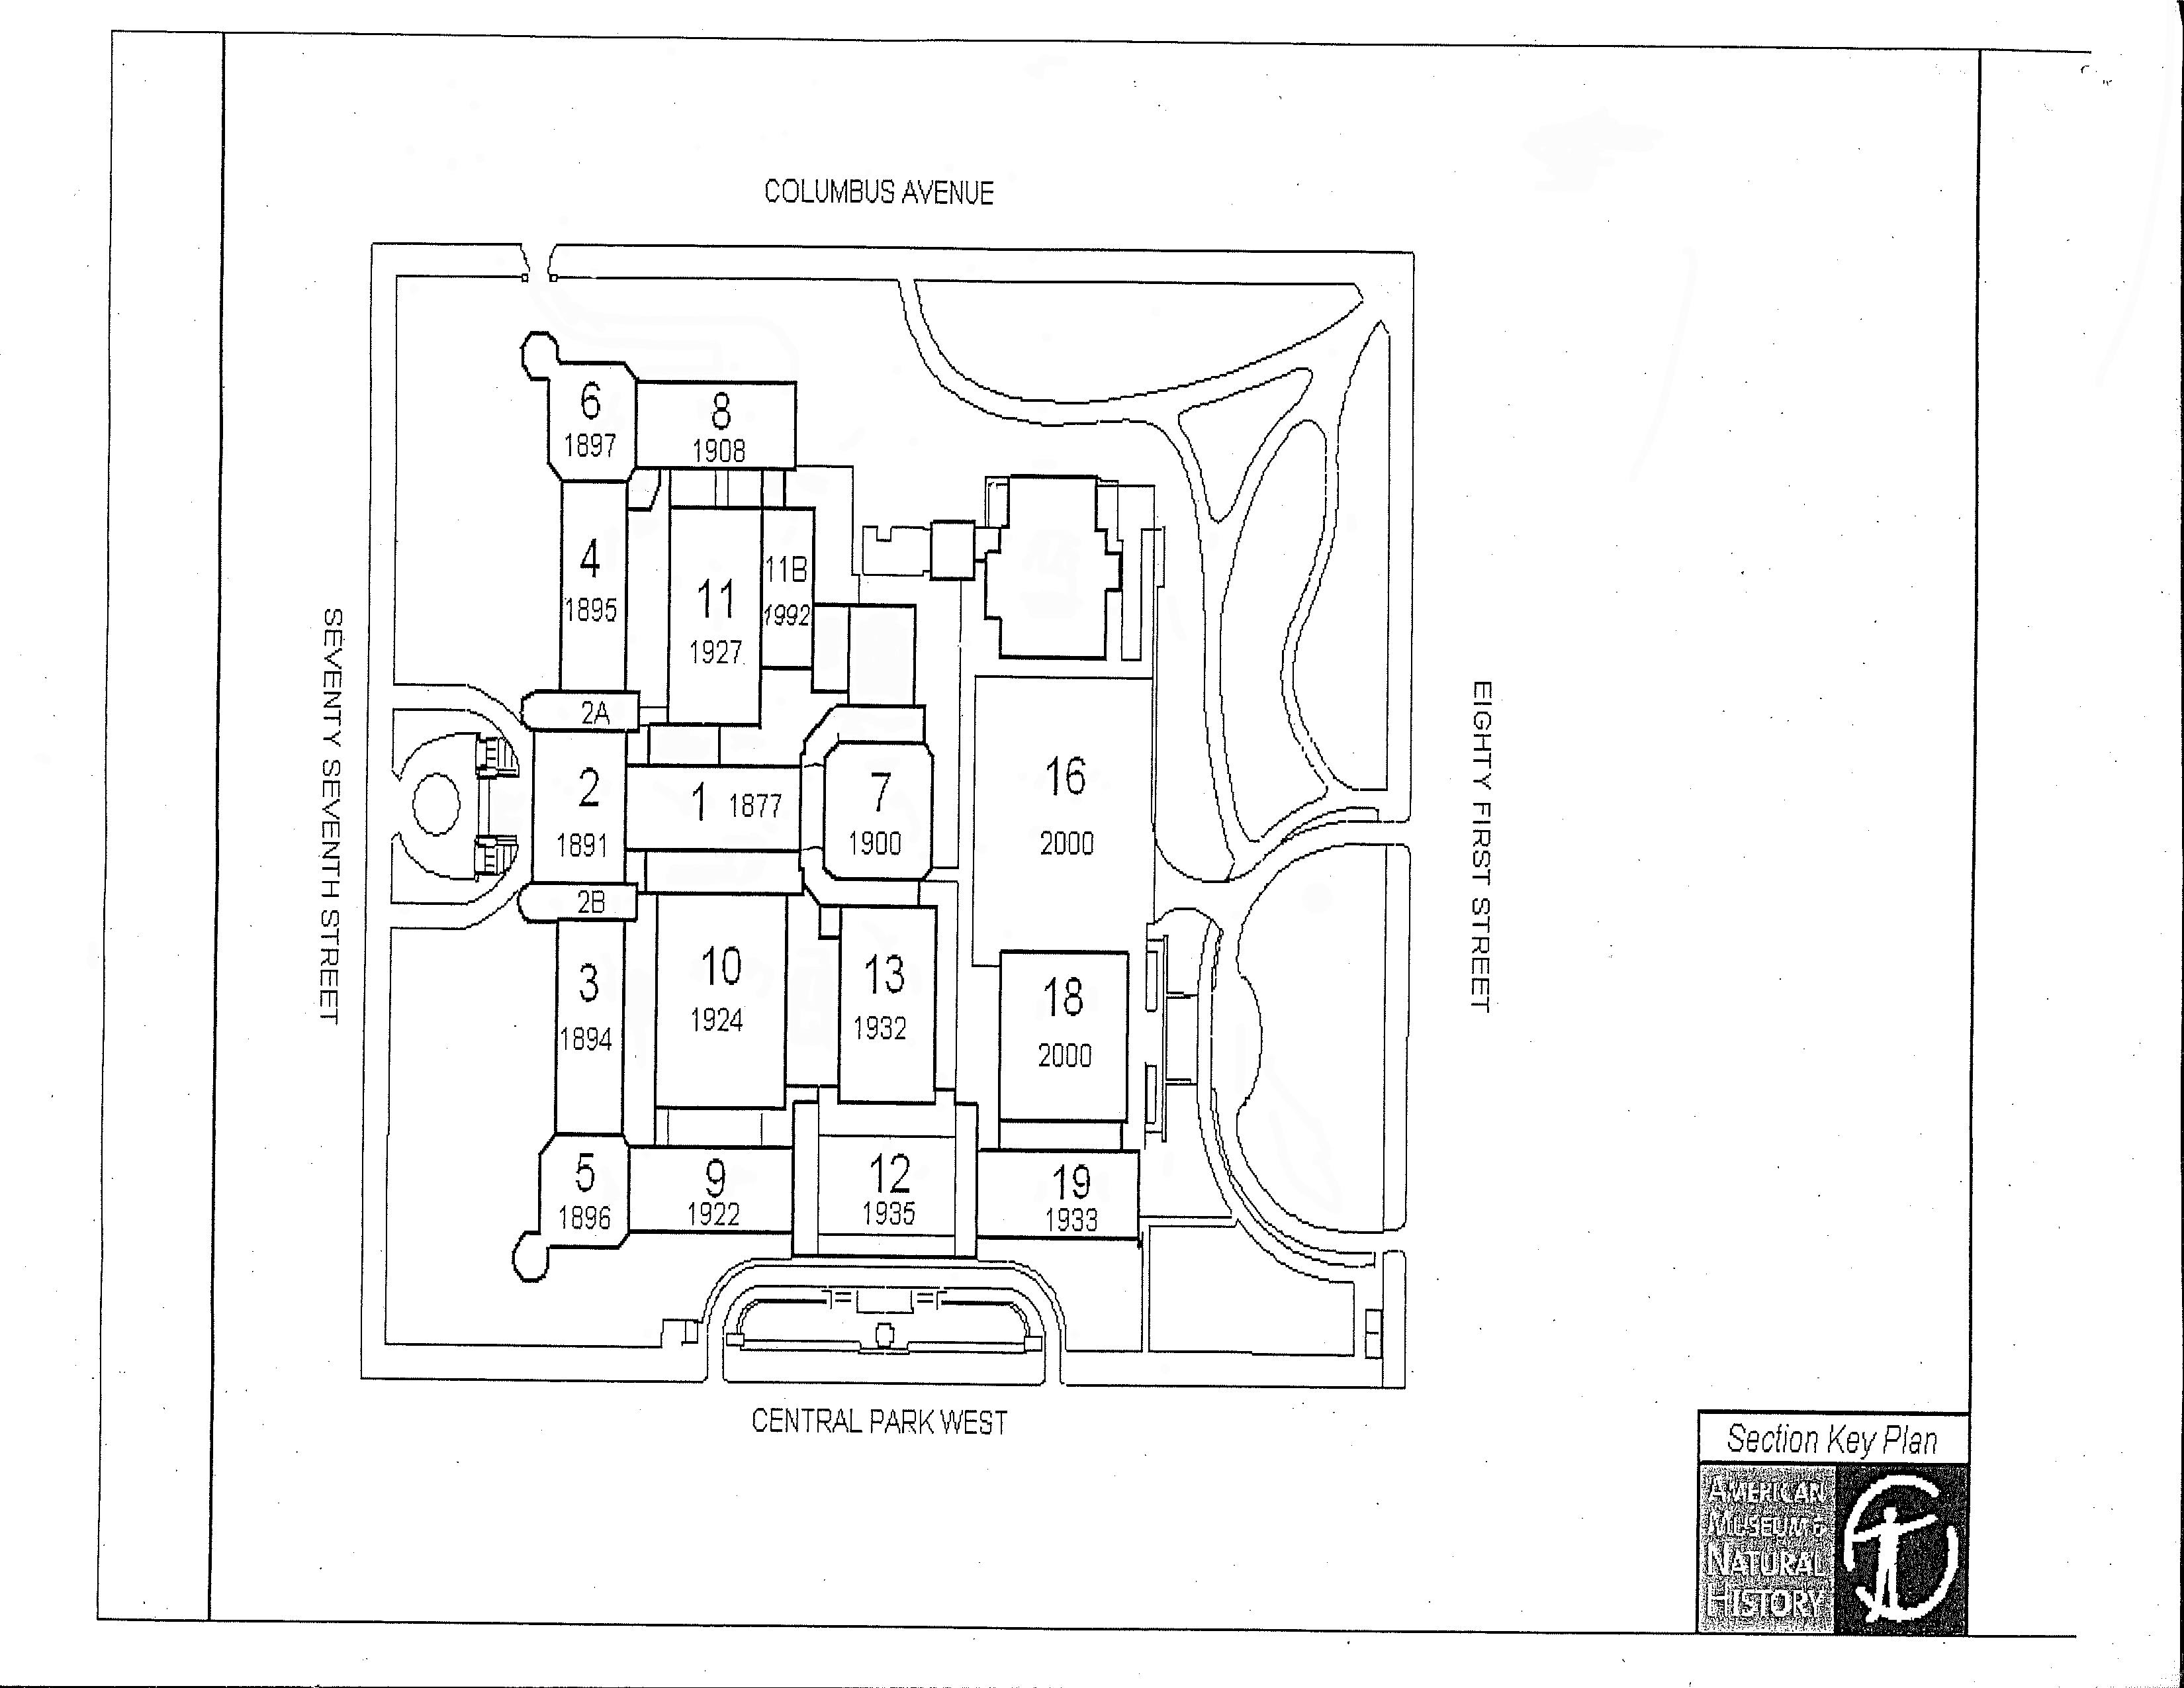 COLUMBUS AVENUE
6
1897
8
1908
4
1895
11
1927
11B
1992
2A
2
1891
1 1877
7
1900
16
2000
2B
3
1894
10
1924
13
1932
18
2000
5
1896
9
1922
12
1935
19
1933
SEVENTY SEVENTH STREET
EIGHTY FIRST STREET
CENTRAL PARK WEST
Section Key Plan
AMERICAN
MUSEUM &
NATURAL
HISTORY